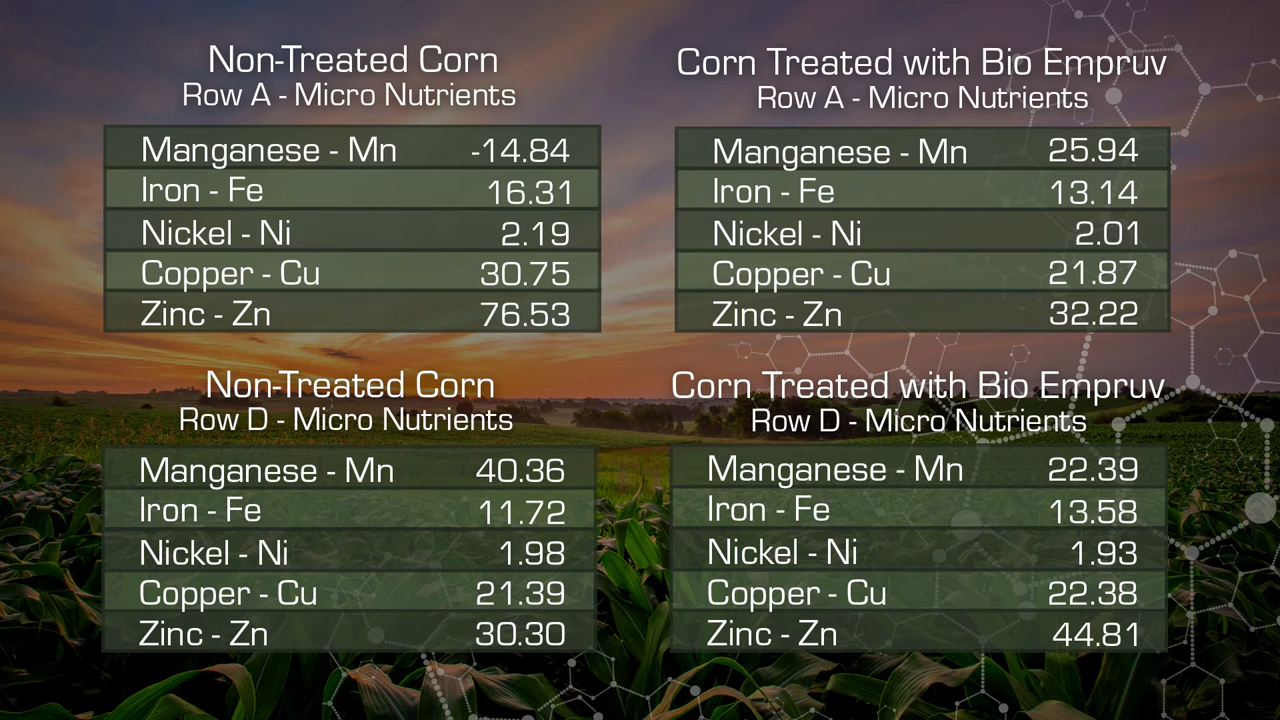 Non-Treated Corn
Row A - Micro Nutrients
Manganese - Mn -14.84
Iron - Fe 16.31
Nickel - Ni 2.19
Copper - Cu 30.75
Zinc - Zn 76.53
Corn Treated with Bio Empruv
Row A - Micro Nutrients
Manganese - Mn 25.94
Iron - Fe 13.14
Nickel - Ni 2.01
Copper - Cu 21.87
Zinc - Zn 32.22
Non-Treated Corn
Row D - Micro Nutrients
Manganese - Mn 40.36
Iron - Fe 11.72
Nickel - Ni 1.98
Copper - Cu 21.39
Zinc - Zn 30.30
Corn Treated with Bio Empruv
Row D - Micro Nutrients
Manganese - Mn 22.39
Iron - Fe 13.58
Nickel - Ni 1.93
Copper - Cu 22.38
Zinc - Zn 44.81